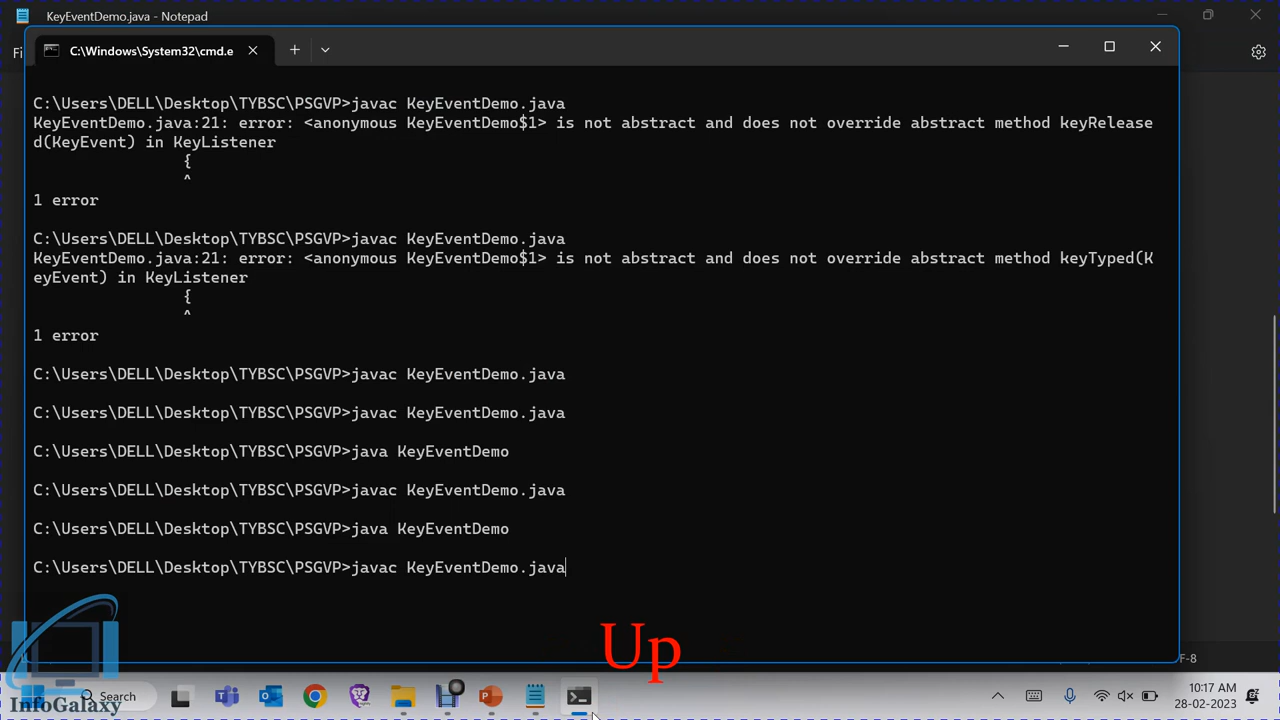 KeyEventDemo.java - Notepad
Fi
C:\Windows\System32\cmd.e
C:\Users\DELL\Desktop\TYBSC\PSGVP>javac KeyEventDemo.java
KeyEventDemo.java:21: error: <anonymous KeyEventDemo$1> is not abstract and does not override abstract method keyRelease
d(KeyEvent) in KeyListener
{
^
1 error
C:\Users\DELL\Desktop\TYBSC\PSGVP>javac KeyEventDemo.java
KeyEventDemo.java:21: error: <anonymous KeyEventDemo$1> is not abstract and does not override abstract method keyTyped(K
eyEvent) in KeyListener
{
^
1 error
C:\Users\DELL\Desktop\TYBSC\PSGVP>javac KeyEventDemo.java
C:\Users\DELL\Desktop\TYBSC\PSGVP>javac KeyEventDemo.java
C:\Users\DELL\Desktop\TYBSC\PSGVP>java KeyEventDemo
C:\Users\DELL\Desktop\TYBSC\PSGVP>javac KeyEventDemo.java
C:\Users\DELL\Desktop\TYBSC\PSGVP>java KeyEventDemo
C:\Users\DELL\Desktop\TYBSC\PSGVP>javac KeyEventDemo.java
Up
F-8
Search
InfoGalaxy
10:17 AM
28-02-2023